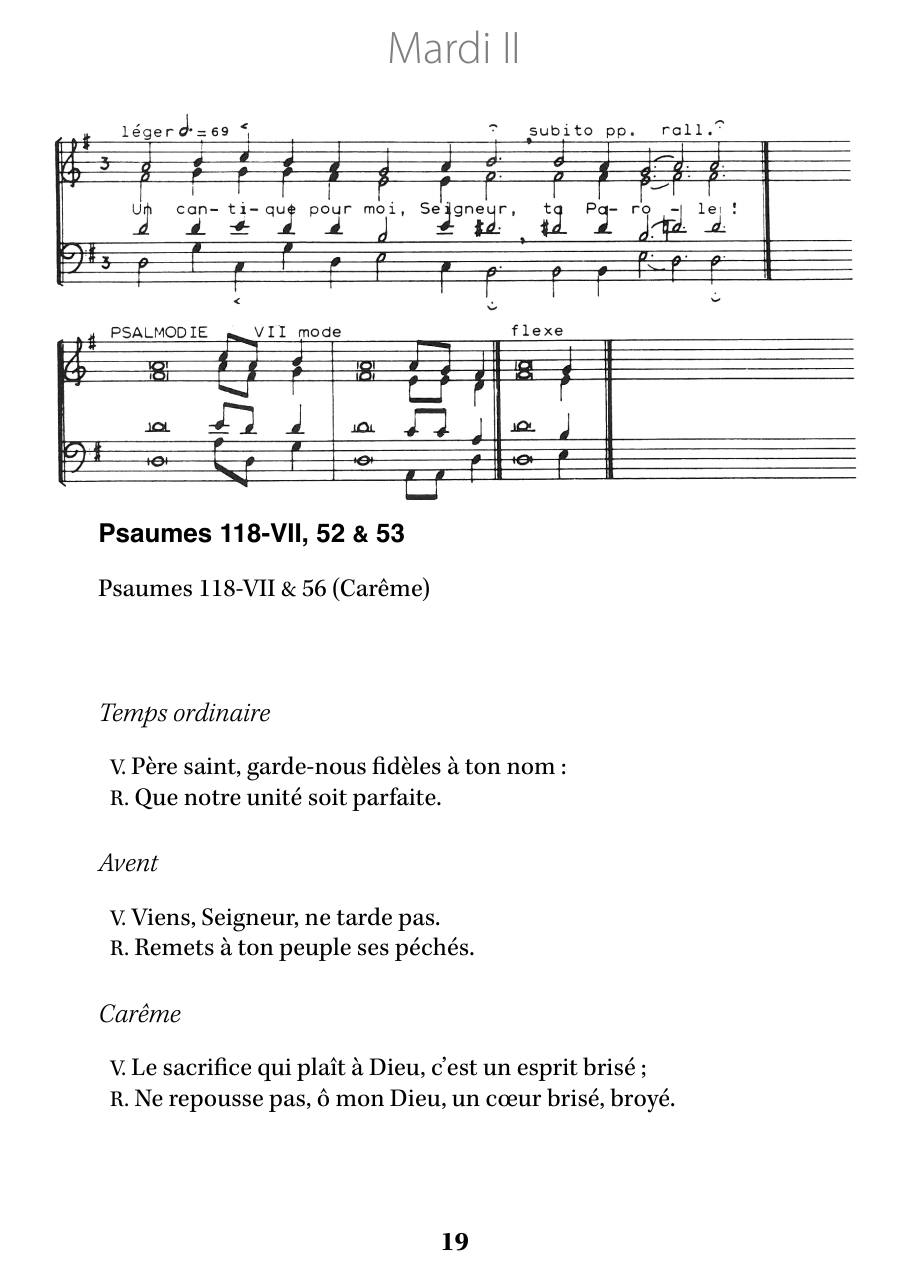 Mardi II
léger = 69 subito pp. rall.
3
Un can-ti-que pour moi, Seigneur, ta Pa-ro-le !
3
PSALMODIE VII mode flexe
Psaumes 118-VII, 52 & 53
Psaumes 118-VII & 56 (Carême)
Temps ordinaire
V. Père saint, garde-nous fidèles à ton nom :
R. Que notre unité soit parfaite.
Avent
V. Viens, Seigneur, ne tarde pas.
R. Remets à ton peuple ses péchés.
Carême
V. Le sacrifice qui plaît à Dieu, c’est un esprit brisé ;
R. Ne repousse pas, ô mon Dieu, un cœur brisé, broyé.
19